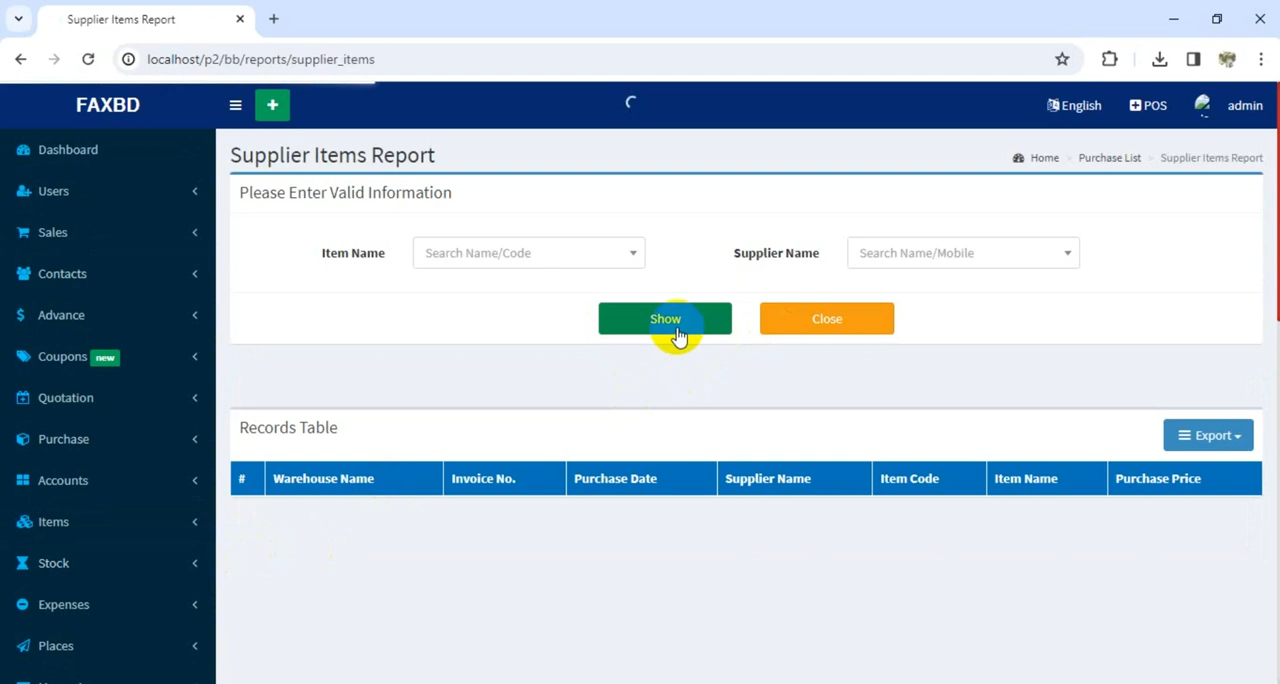 Supplier Items Report
localhost/p2/bb/reports/supplier_items
FAXBD
English
POS
admin
Dashboard
Users
Sales
Contacts
Advance
Coupons new
Quotation
Purchase
Accounts
Items
Stock
Expenses
Places
Supplier Items Report
Home > Purchase List > Supplier Items Report
Please Enter Valid Information
Item Name Search Name/Code Supplier Name Search Name/Mobile
Show Close
Records Table
Export
# Warehouse Name Invoice No. Purchase Date Supplier Name Item Code Item Name Purchase Price